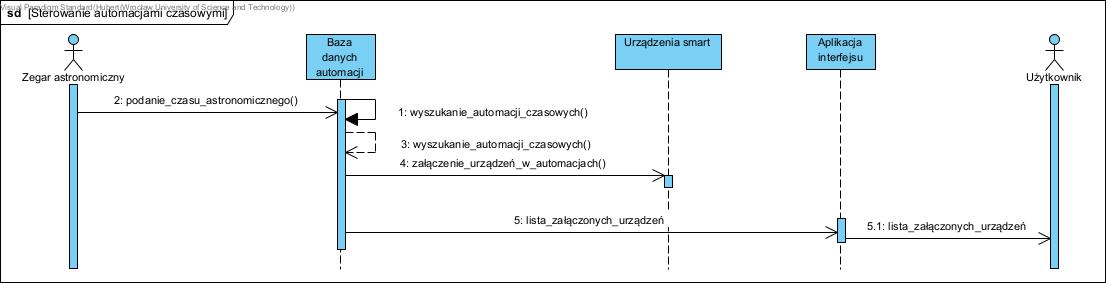 Visual Paradigm Standard(Hubert(Wrocław University of Science and Technology))
sd [Sterowanie automacjami czasowymi]
Zegar astronomiczny
Baza
danych
automacji
Urządzenia smart
Aplikacja
interfejsu
Użytkownik
2: podanie_czasu_astronomicznego()
1: wyszukanie_automacji_czasowych()
3: wyszukanie_automacji_czasowych()
4: załączenie_urządzeń_w_automacjach()
5: lista_załączonych_urządzeń
5.1: lista_załączonych_urządzeń